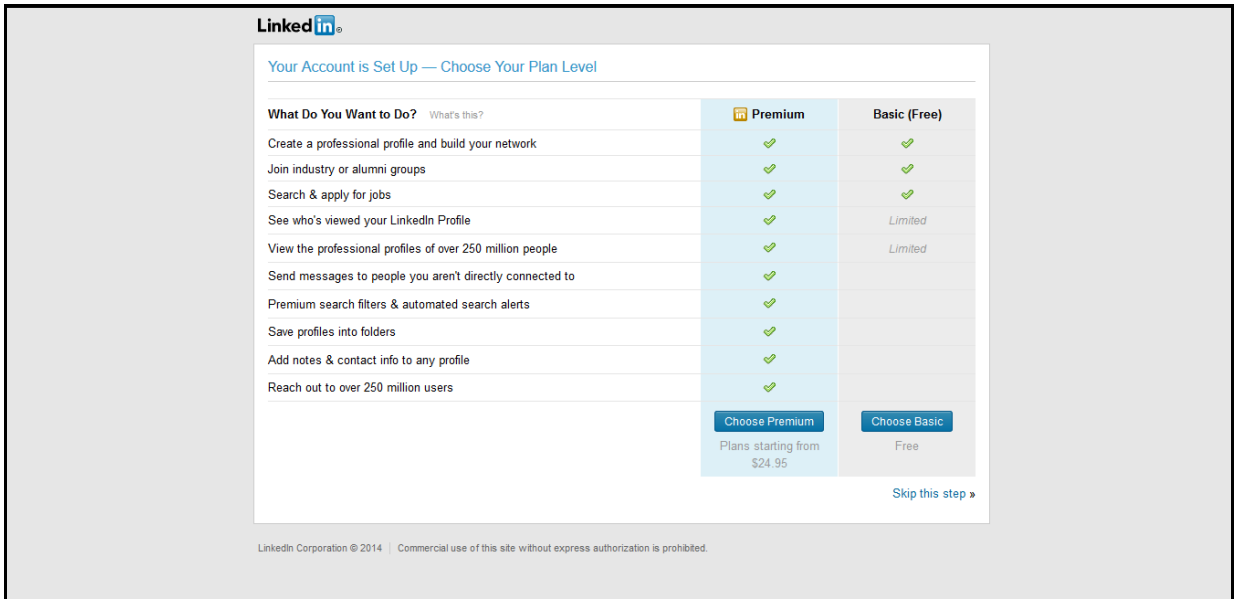 Linked in ®
Your Account is Set Up — Choose Your Plan Level
What Do You Want to Do? What's this? in Premium Basic (Free)
Create a professional profile and build your network
Join industry or alumni groups
Search & apply for jobs
See who's viewed your LinkedIn Profile Limited
View the professional profiles of over 250 million people Limited
Send messages to people you aren't directly connected to
Premium search filters & automated search alerts
Save profiles into folders
Add notes & contact info to any profile
Reach out to over 250 million users
Choose Premium Choose Basic
Plans starting from Free
$24.95
Skip this step »
LinkedIn Corporation © 2014 Commercial use of this site without express authorization is prohibited.